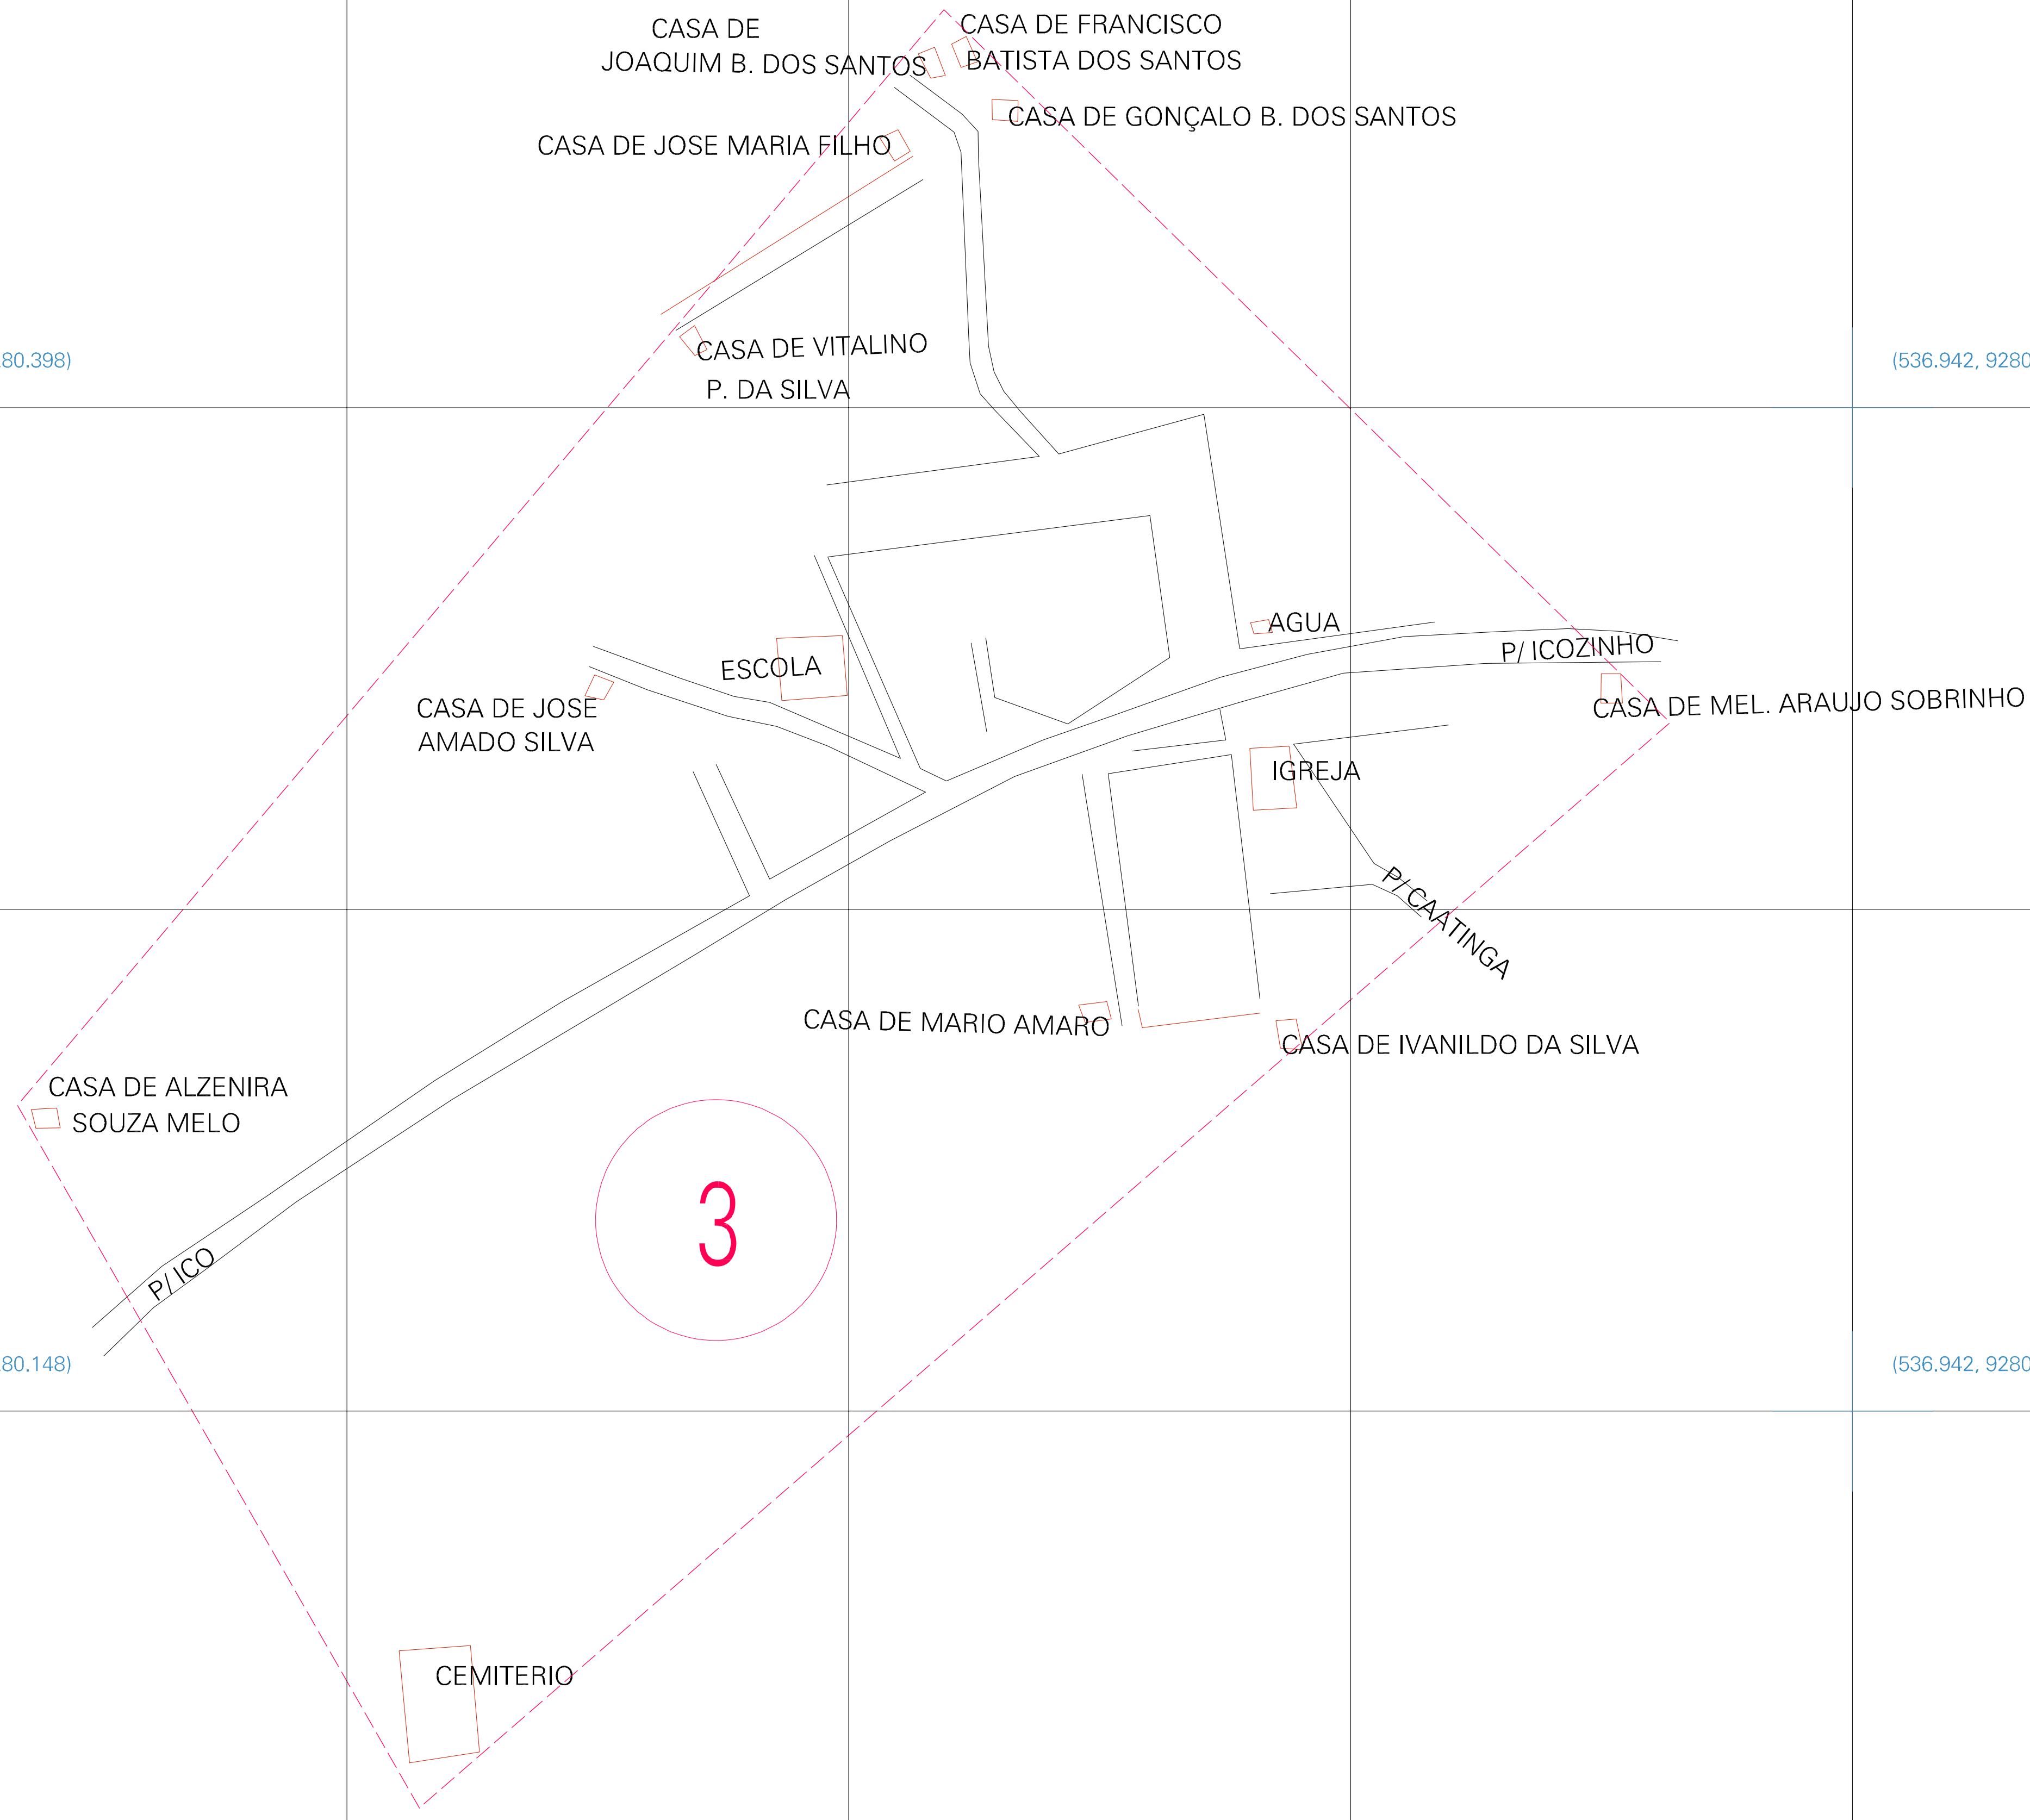 CASA DE
JOAQUIM B. DOS SANTOS
CASA DE FRANCISCO
BATISTA DOS SANTOS
CASA DE GONÇALO B. DOS SANTOS
CASA DE JOSE MARIA FILHO
CASA DE VITALINO
P. DA SILVA
80.398)
(536.942, 9280
AGUA
P/ ICOZINHO
ESCOLA
CASA DE JOSE
AMADO SILVA
CASA DE MEL. ARAUJO SOBRINHO
IGREJA
P/ CAATINGA
CASA DE MARIO AMARO
CASA DE IVANILDO DA SILVA
CASA DE ALZENIRA
SOUZA MELO
3
P/ ICO
80.148)
(536.942, 9280
CEMITERIO